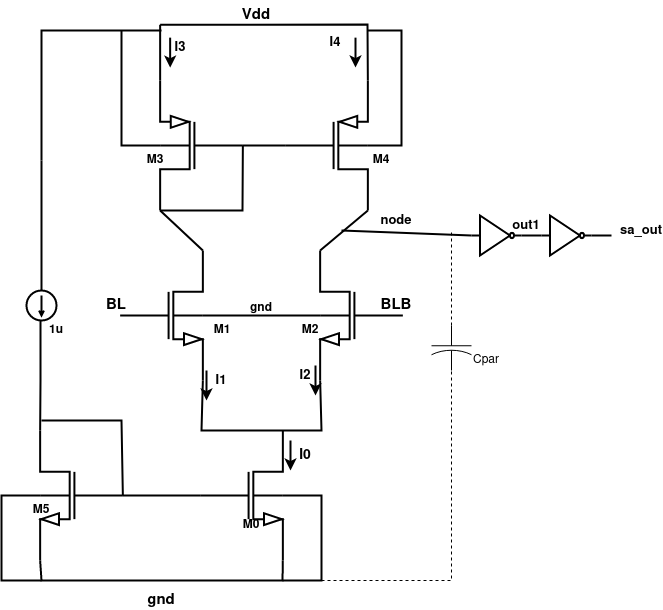 Vdd
I3
I4
M3
M4
node
out1
sa_out
BL
gnd
BLB
M1
M2
1u
Cpar
I1
I2
I0
M5
M0
gnd